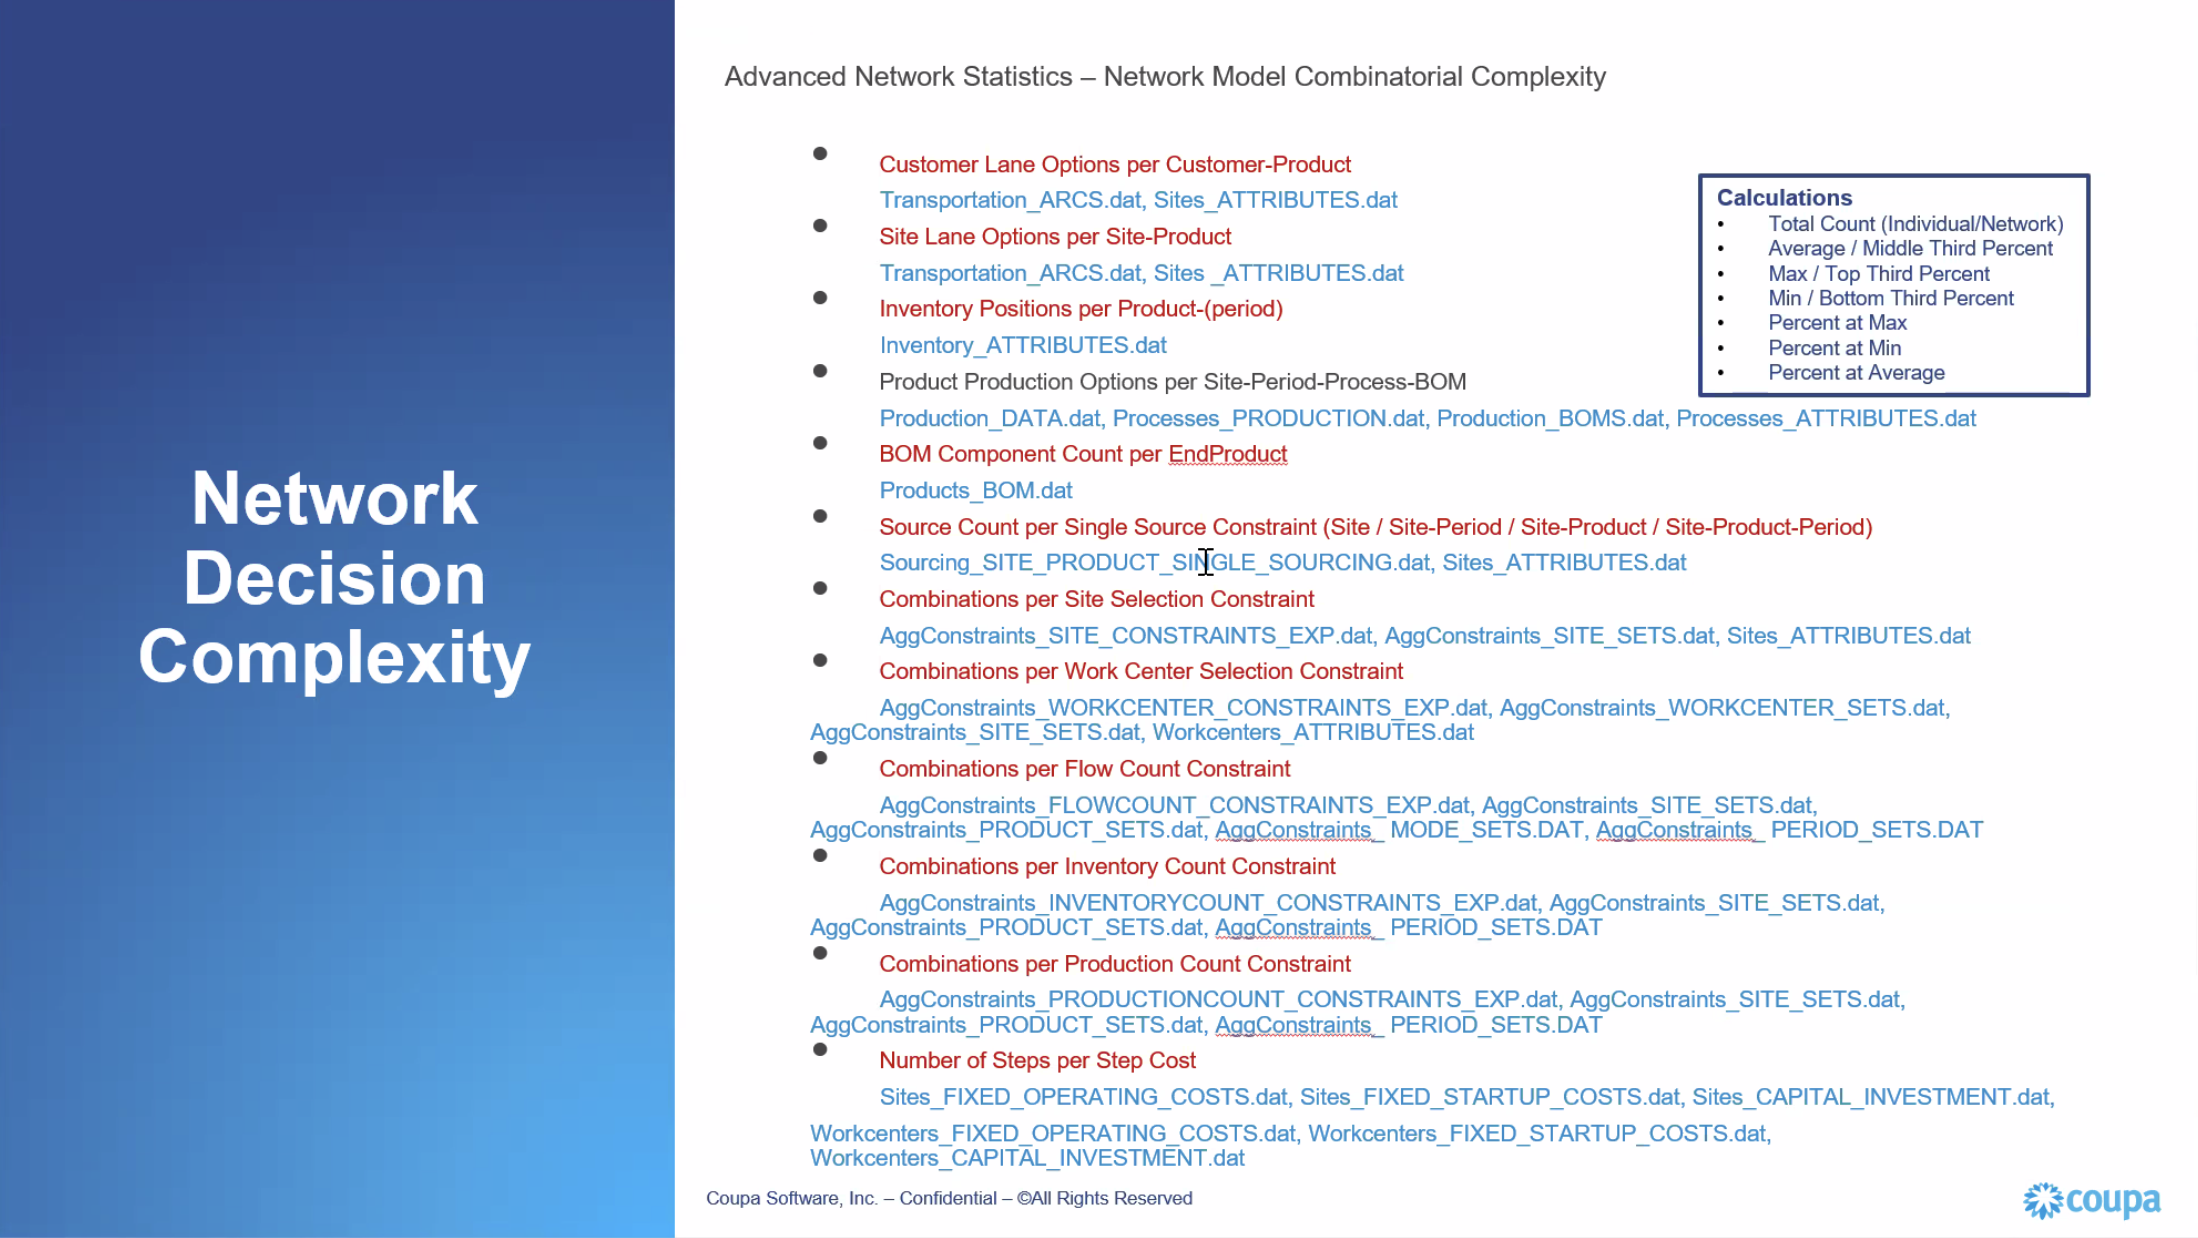 Network
Decision
Complexity
Advanced Network Statistics – Network Model Combinatorial Complexity
• Customer Lane Options per Customer-Product
Transportation_ARCS.dat, Sites_ATTRIBUTES.dat
• Site Lane Options per Site-Product
Transportation_ARCS.dat, Sites _ATTRIBUTES.dat
• Inventory Positions per Product-(period)
Inventory_ATTRIBUTES.dat
• Product Production Options per Site-Period-Process-BOM
Production_DATA.dat, Processes_PRODUCTION.dat, Production_BOMS.dat, Processes_ATTRIBUTES.dat
• BOM Component Count per EndProduct
Products_BOM.dat
• Source Count per Single Source Constraint (Site / Site-Period / Site-Product / Site-Product-Period)
Sourcing_SITE_PRODUCT_SINGLE_SOURCING.dat, Sites_ATTRIBUTES.dat
• Combinations per Site Selection Constraint
AggConstraints_SITE_CONSTRAINTS_EXP.dat, AggConstraints_SITE_SETS.dat, Sites_ATTRIBUTES.dat
• Combinations per Work Center Selection Constraint
AggConstraints_WORKCENTER_CONSTRAINTS_EXP.dat, AggConstraints_WORKCENTER_SETS.dat,
AggConstraints_SITE_SETS.dat, Workcenters_ATTRIBUTES.dat
• Combinations per Flow Count Constraint
AggConstraints_FLOWCOUNT_CONSTRAINTS_EXP.dat, AggConstraints_SITE_SETS.dat,
AggConstraints_PRODUCT_SETS.dat, AggConstraints_ MODE_SETS.DAT, AggConstraints_ PERIOD_SETS.DAT
• Combinations per Inventory Count Constraint
AggConstraints_INVENTORYCOUNT_CONSTRAINTS_EXP.dat, AggConstraints_SITE_SETS.dat,
AggConstraints_PRODUCT_SETS.dat, AggConstraints_ PERIOD_SETS.DAT
• Combinations per Production Count Constraint
AggConstraints_PRODUCTIONCOUNT_CONSTRAINTS_EXP.dat, AggConstraints_SITE_SETS.dat,
AggConstraints_PRODUCT_SETS.dat, AggConstraints_ PERIOD_SETS.DAT
• Number of Steps per Step Cost
Sites_FIXED_OPERATING_COSTS.dat, Sites_FIXED_STARTUP_COSTS.dat, Sites_CAPITAL_INVESTMENT.dat,
Workcenters_FIXED_OPERATING_COSTS.dat, Workcenters_FIXED_STARTUP_COSTS.dat,
Workcenters_CAPITAL_INVESTMENT.dat
Calculations
• Total Count (Individual/Network)
• Average / Middle Third Percent
• Max / Top Third Percent
• Min / Bottom Third Percent
• Percent at Max
• Percent at Min
• Percent at Average
Coupa Software, Inc. – Confidential – ©All Rights Reserved
coupa